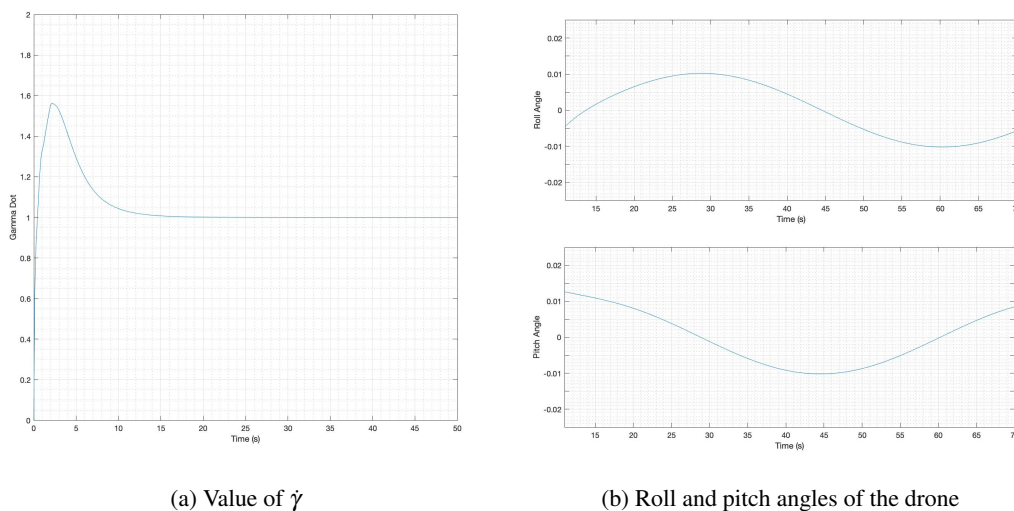 2
1.8
1.6
1.4
1.2
1
0.8
0.6
0.4
0.2
0
Gamma Dot
0 5 10 15 20 25 30 35 40 45 50
Time (s)
0.02
0.01
0
-0.01
-0.02
Roll Angle
15 20 25 30 35 40 45 50 55 60 65
Time (s)
0.02
0.01
0
-0.01
-0.02
Pitch Angle
15 20 25 30 35 40 45 50 55 60 65
Time (s)
(a) Value of γ̇
(b) Roll and pitch angles of the drone